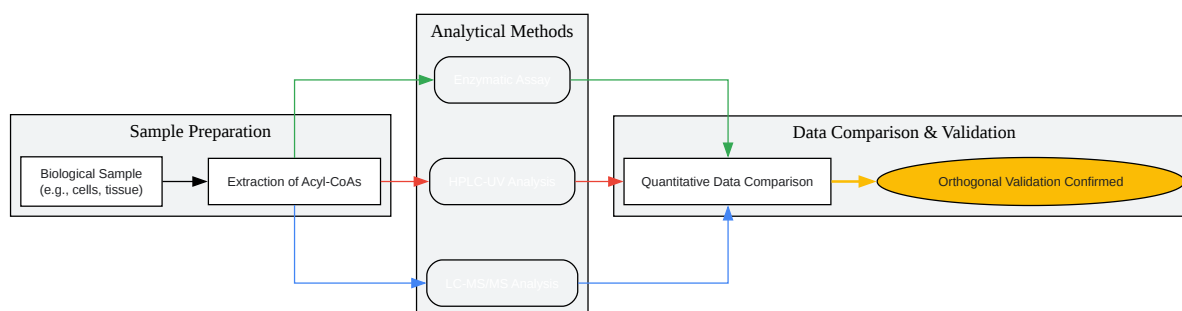 Sample Preparation
Biological Sample
(e.g., cells, tissue)
Extraction of Acyl-CoAs
Analytical Methods
Enzymatic Assay
HPLC-UV Analysis
LC-MS/MS Analysis
Data Comparison & Validation
Quantitative Data Comparison
Orthogonal Validation Confirmed